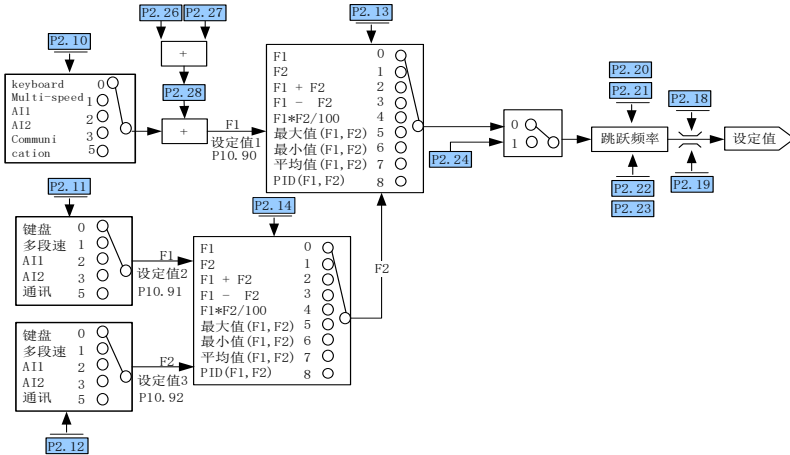 P2.26 P2.27
P2.13
P2.10
+
P2.28
+
keyboard 0
Multi-speed 1
AI1 2
AI2 3
Communi
cation 5
F1
设定值1
P10.90
F1 0
F2 1
F1 + F2 2
F1 - F2 3
F1*F2/100 4
最大值(F1,F2) 5
最小值(F1,F2) 6
平均值(F1,F2) 7
PID(F1,F2) 8
0
1
P2.24
P2.20
P2.21
跳跃频率
P2.22
P2.23
P2.18
P2.19
设定值
P2.11
键盘 0
多段速 1
AI1 2
AI2 3
通讯 5
F1
设定值2
P10.91
P2.14
F1 0
F2 1
F1 + F2 2
F1 - F2 3
F1*F2/100 4
最大值(F1,F2) 5
最小值(F1,F2) 6
平均值(F1,F2) 7
PID(F1,F2) 8
F2
键盘 0
多段速 1
AI1 2
AI2 3
通讯 5
F2
设定值3
P10.92
P2.12